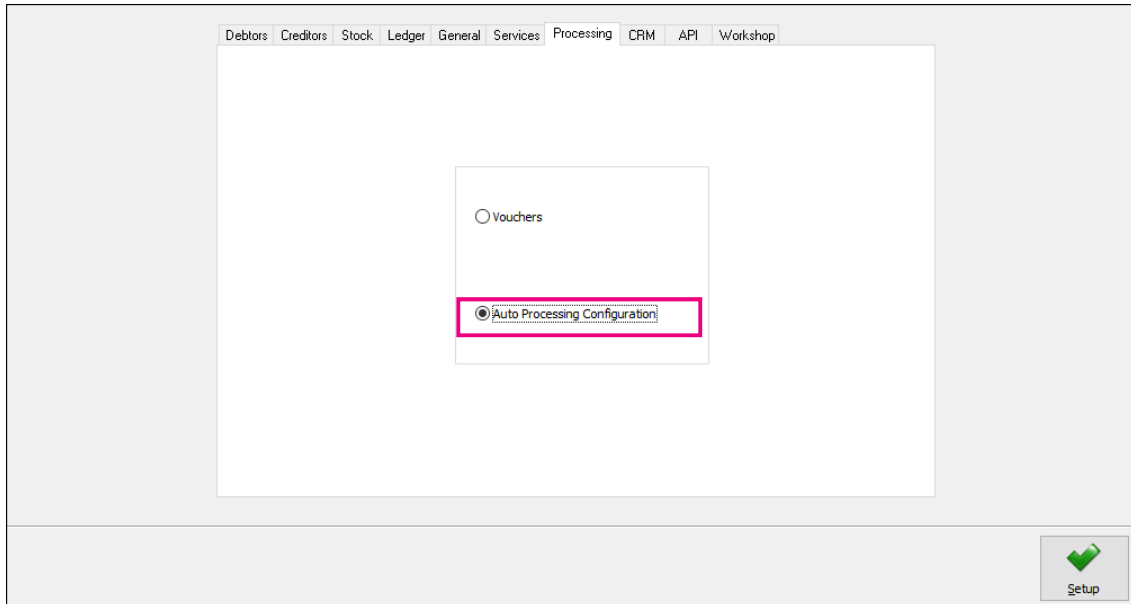 Debtors Creditors Stock Ledger General Services Processing CRM API Workshop
Vouchers
Auto Processing Configuration
Setup